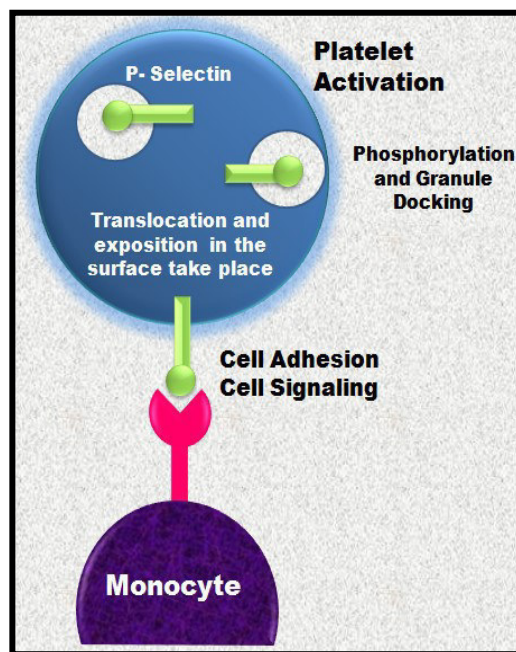 Platelet
Activation
P- Selectin
Phosphorylation
and Granule
Docking
Translocation and
exposition in the
surface take place
Cell Adhesion
Cell Signaling
Monocyte